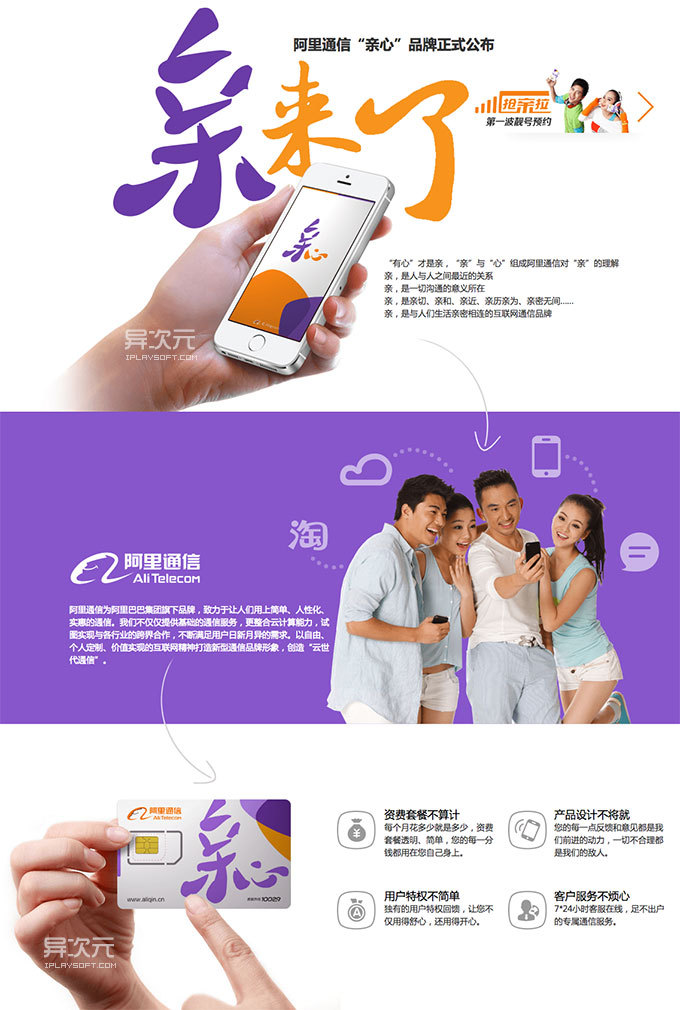 阿里通信“亲心”品牌正式公布
亲来了
抢亲拉
第一波靓号预约
亲心
“有心”才是亲，“亲”与“心”组成阿里通信对“亲”的理解
亲，是人与人之间最近的关系
亲，是一切沟通的意义所在
亲，是亲切、亲和、亲近、亲历亲为、亲密无间……
亲，是与人们生活亲密相连的互联网通信品牌
异次元
IPLAYSOFT.COM
淘
阿里通信
AliTelecom
阿里通信为阿里巴巴集团旗下品牌，致力于让人们用上简单、人性化、
实惠的通信。我们不仅仅提供基础的通信服务，更整合云计算能力，试
图实现与各行业的跨界合作，不断满足用户日新月异的需求。以自由、
个人定制、价值实现的互联网精神打造新型通信品牌形象，创造“云世
代通信”。
阿里通信
AliTelecom
亲心
www.aliqin.cn
10029
异次元
IPLAYSOFT.COM
资费套餐不算计
每个月花多少就是多少，资费
套餐透明、简单，您的每一分
钱都用在您自己身上。
产品设计不将就
您的每一点反馈和意见都是我
们前进的动力，一切不合理都
是我们的敌人。
用户特权不简单
独有的用户特权回馈，让您不
仅用得舒心，还用得开心。
客户服务不烦心
7*24小时客服在线，足不出户
的专属通信服务。